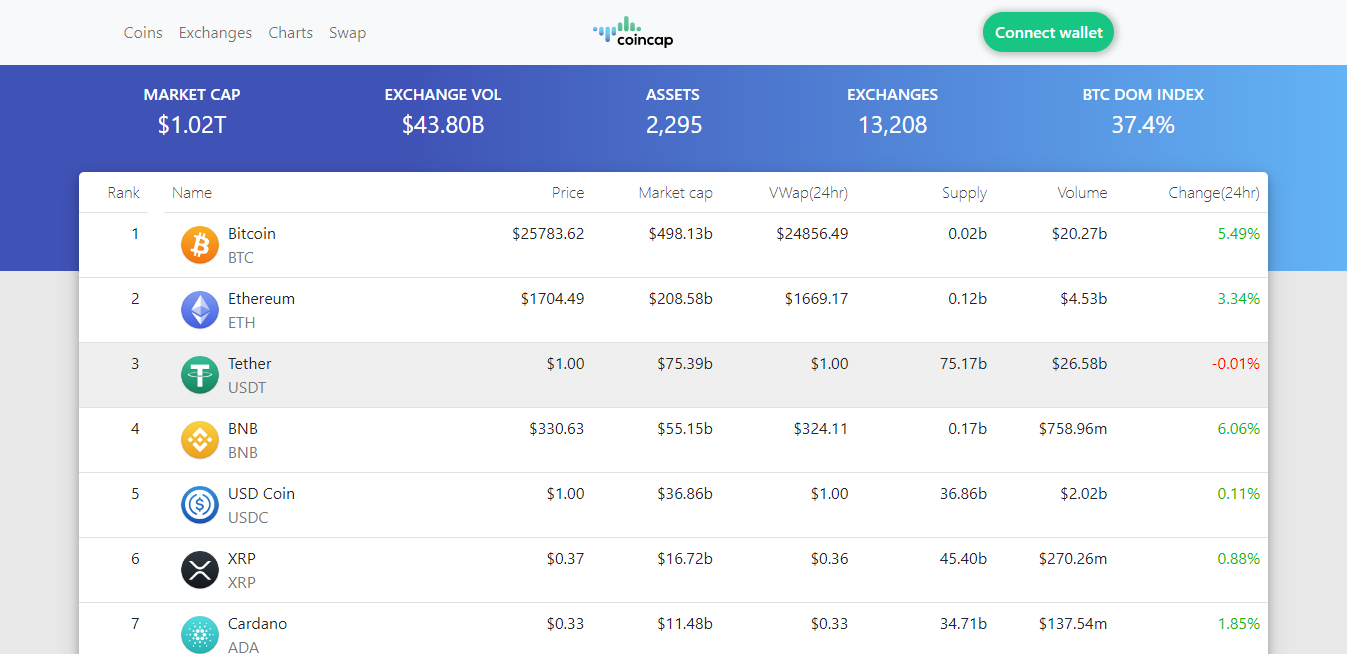 Coins Exchanges Charts Swap coincap Connect wallet
MARKET CAP EXCHANGE VOL ASSETS EXCHANGES BTC DOM INDEX
$1.02T $43.80B 2,295 13,208 37.4%
Rank Name Price Market cap VWap(24hr) Supply Volume Change(24hr)
1 Bitcoin $25783.62 $498.13b $24856.49 0.02b $20.27b 5.49%
BTC
2 Ethereum $1704.49 $208.58b $1669.17 0.12b $4.53b 3.34%
ETH
3 Tether $1.00 $75.39b $1.00 75.17b $26.58b -0.01%
USDT
4 BNB $330.63 $55.15b $324.11 0.17b $758.96m 6.06%
BNB
5 USD Coin $1.00 $36.86b $1.00 36.86b $2.02b 0.11%
USDC
6 XRP $0.37 $16.72b $0.36 45.40b $270.26m 0.88%
XRP
7 Cardano $0.33 $11.48b $0.33 34.71b $137.54m 1.85%
ADA